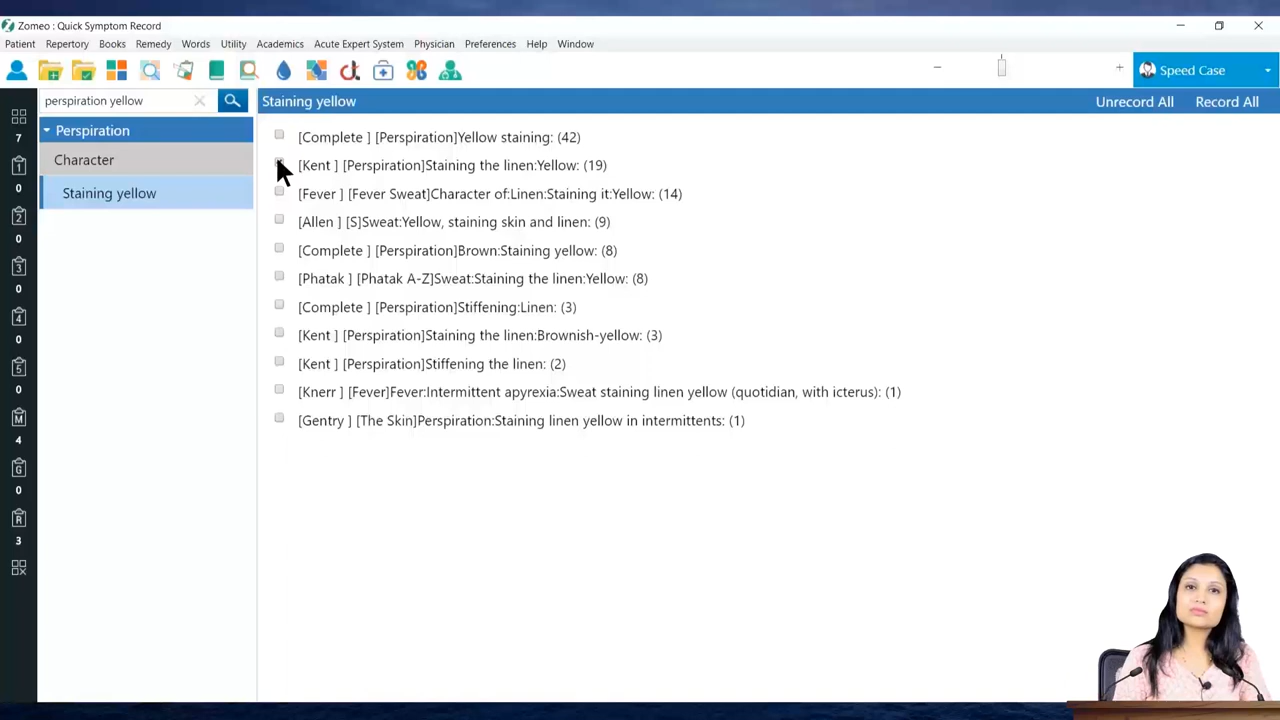 Zomeo : Quick Symptom Record
Patient Repertory Books Remedy Words Utility Academics Acute Expert System Physician Preferences Help Window
Speed Case
perspiration yellow
Staining yellow Unrecord All Record All
Perspiration
Character
Staining yellow
7
1
0
2
0
3
0
4
0
5
0
M
4
G
0
R
3
[Complete ] [Perspiration]Yellow staining: (42)
[Kent ] [Perspiration]Staining the linen:Yellow: (19)
[Fever ] [Fever Sweat]Character of:Linen:Staining it:Yellow: (14)
[Allen ] [S]Sweat:Yellow, staining skin and linen: (9)
[Complete ] [Perspiration]Brown:Staining yellow: (8)
[Phatak ] [Phatak A-Z]Sweat:Staining the linen:Yellow: (8)
[Complete ] [Perspiration]Stiffening:Linen: (3)
[Kent ] [Perspiration]Staining the linen:Brownish-yellow: (3)
[Kent ] [Perspiration]Stiffening the linen: (2)
[Knerr ] [Fever]Fever:Intermittent apyrexia:Sweat staining linen yellow (quotidian, with icterus): (1)
[Gentry ] [The Skin]Perspiration:Staining linen yellow in intermittents: (1)